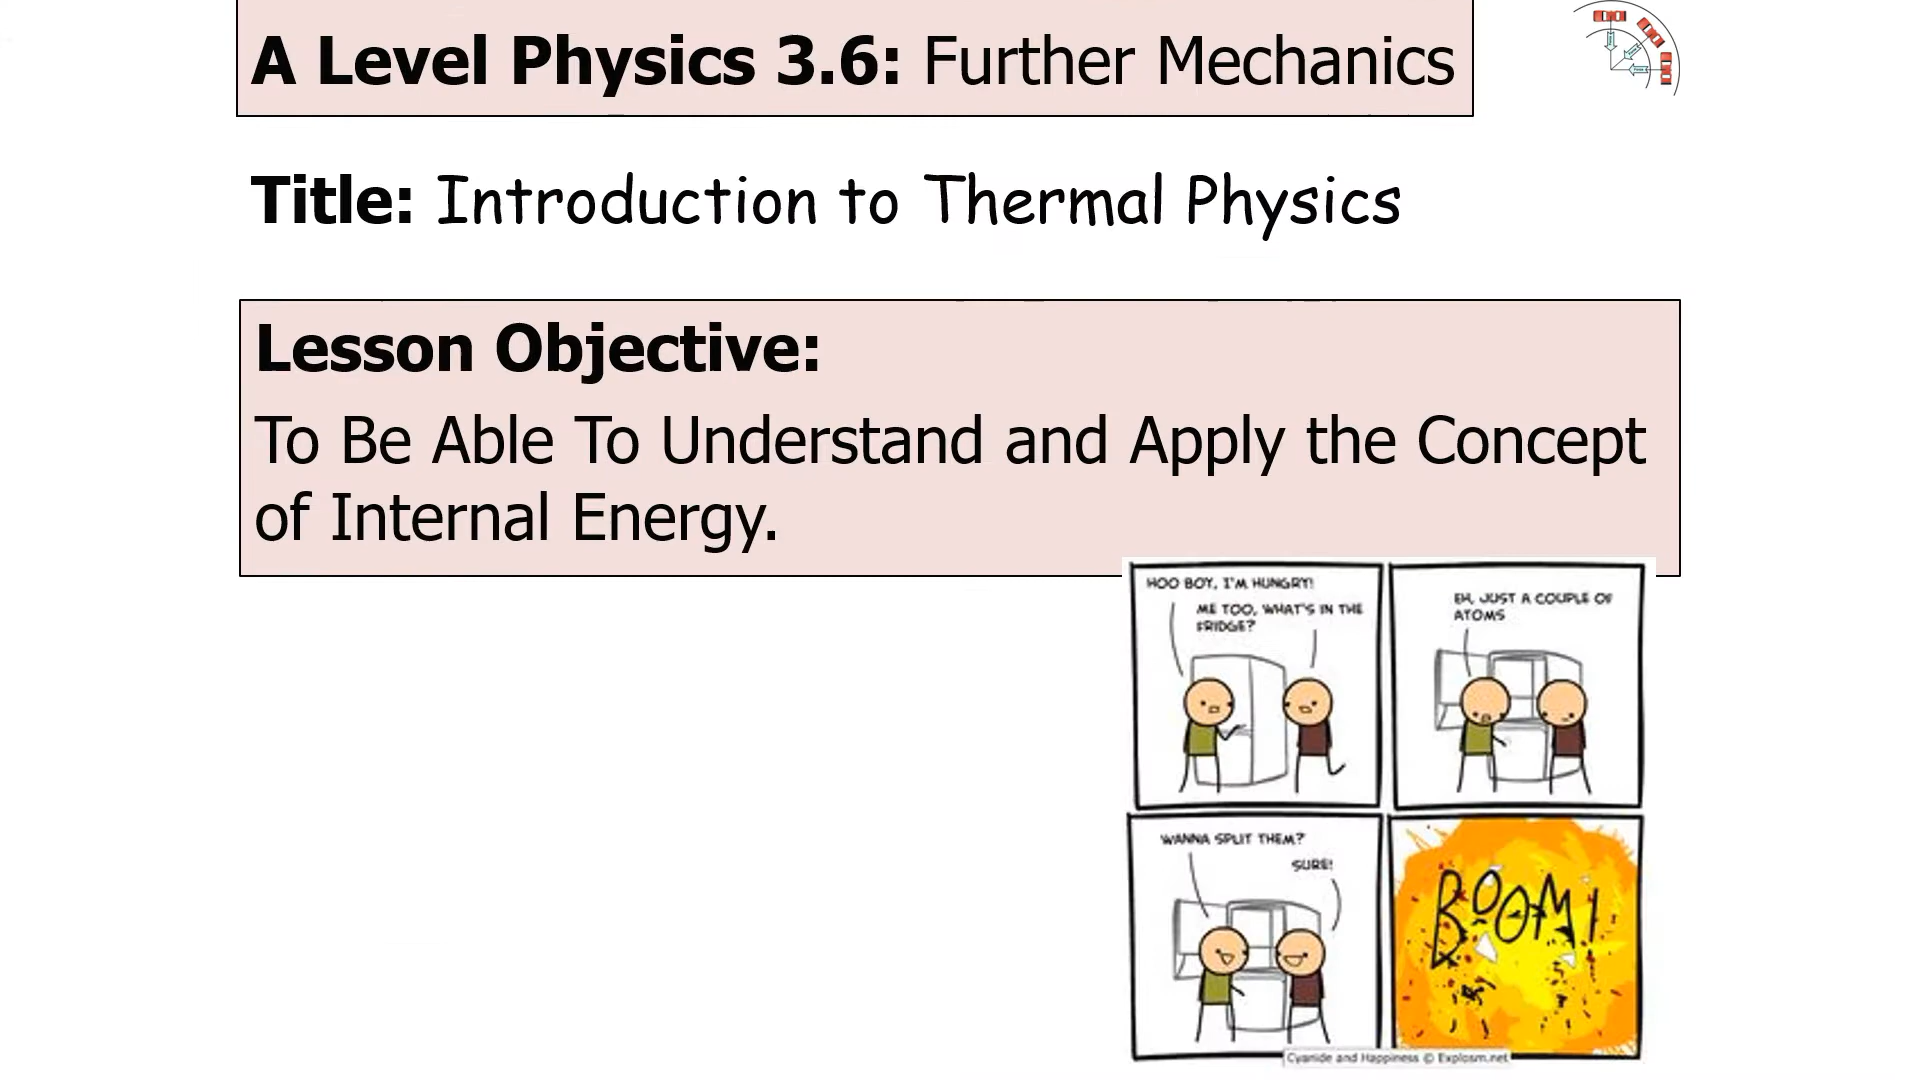 A Level Physics 3.6: Further Mechanics
Title: Introduction to Thermal Physics
Lesson Objective:
To Be Able To Understand and Apply the Concept
of Internal Energy.
HOO BOY, I'M HUNGRY!
ME TOO, WHAT'S IN THE
FRIDGE?
EH, JUST A COUPLE OF
ATOMS
WANNA SPLIT THEM?
SURE!
BOOM!
Cyanide and Happiness © Explosm.net